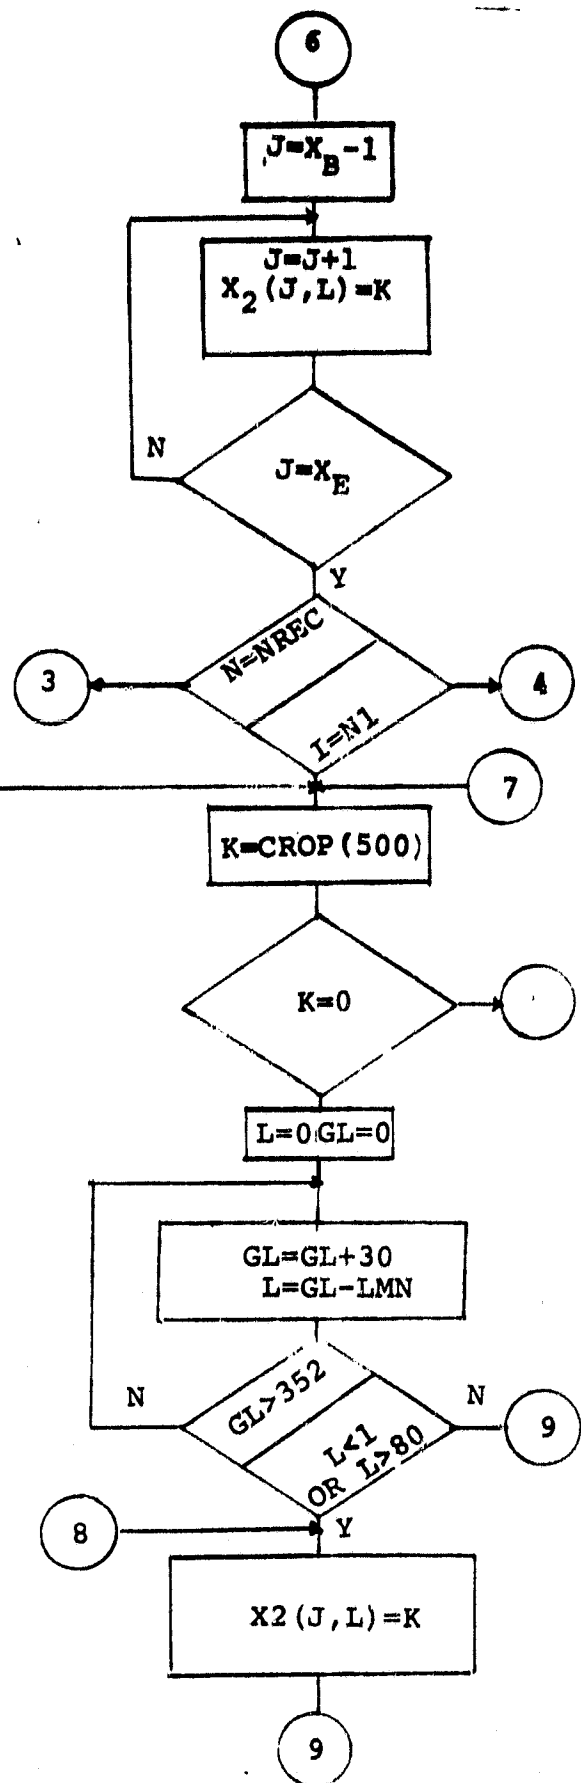 6
J=X_B-1
J=J+1
X_2(J,L)=K
N
J=X_E
Y
N=NREC
3
4
I=N1
7
K=CROP(500)
K=0
L=0 GL=0
GL=GL+30
L=GL-LMN
N
GL>352
N
L<1
OR L>80
9
8
Y
X2(J,L)=K
9